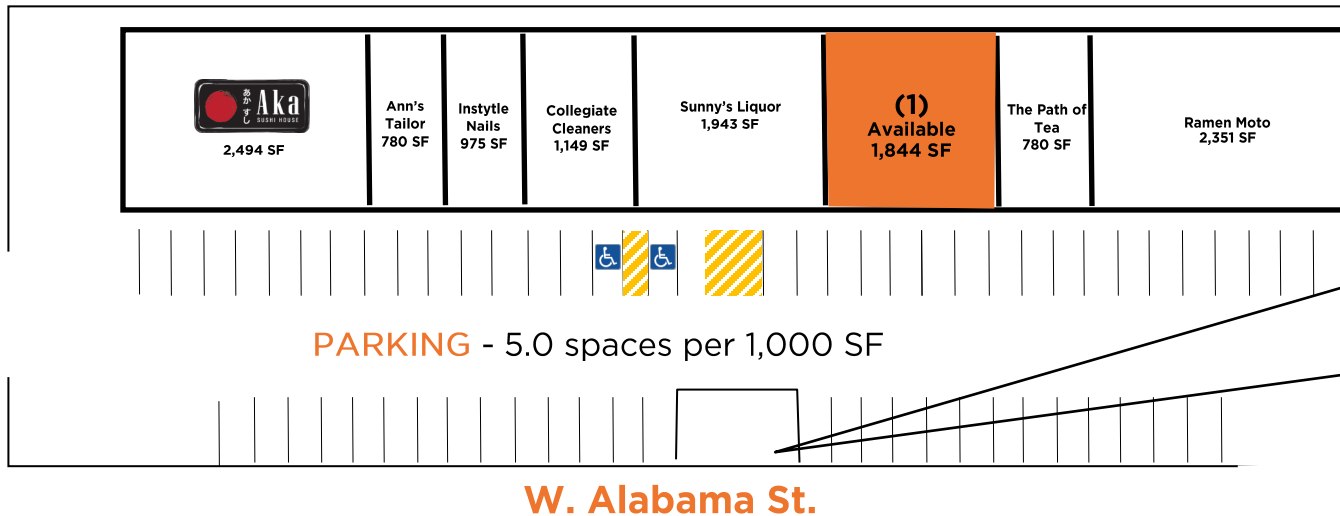 あかすし
Aka
SUSHI HOUSE
2,494 SF
Ann's
Tailor
780 SF
Instytle
Nails
975 SF
Collegiate
Cleaners
1,149 SF
Sunny's Liquor
1,943 SF
(1)
Available
1,844 SF
The Path of
Tea
780 SF
Ramen Moto
2,351 SF
PARKING - 5.0 spaces per 1,000 SF
W. Alabama St.